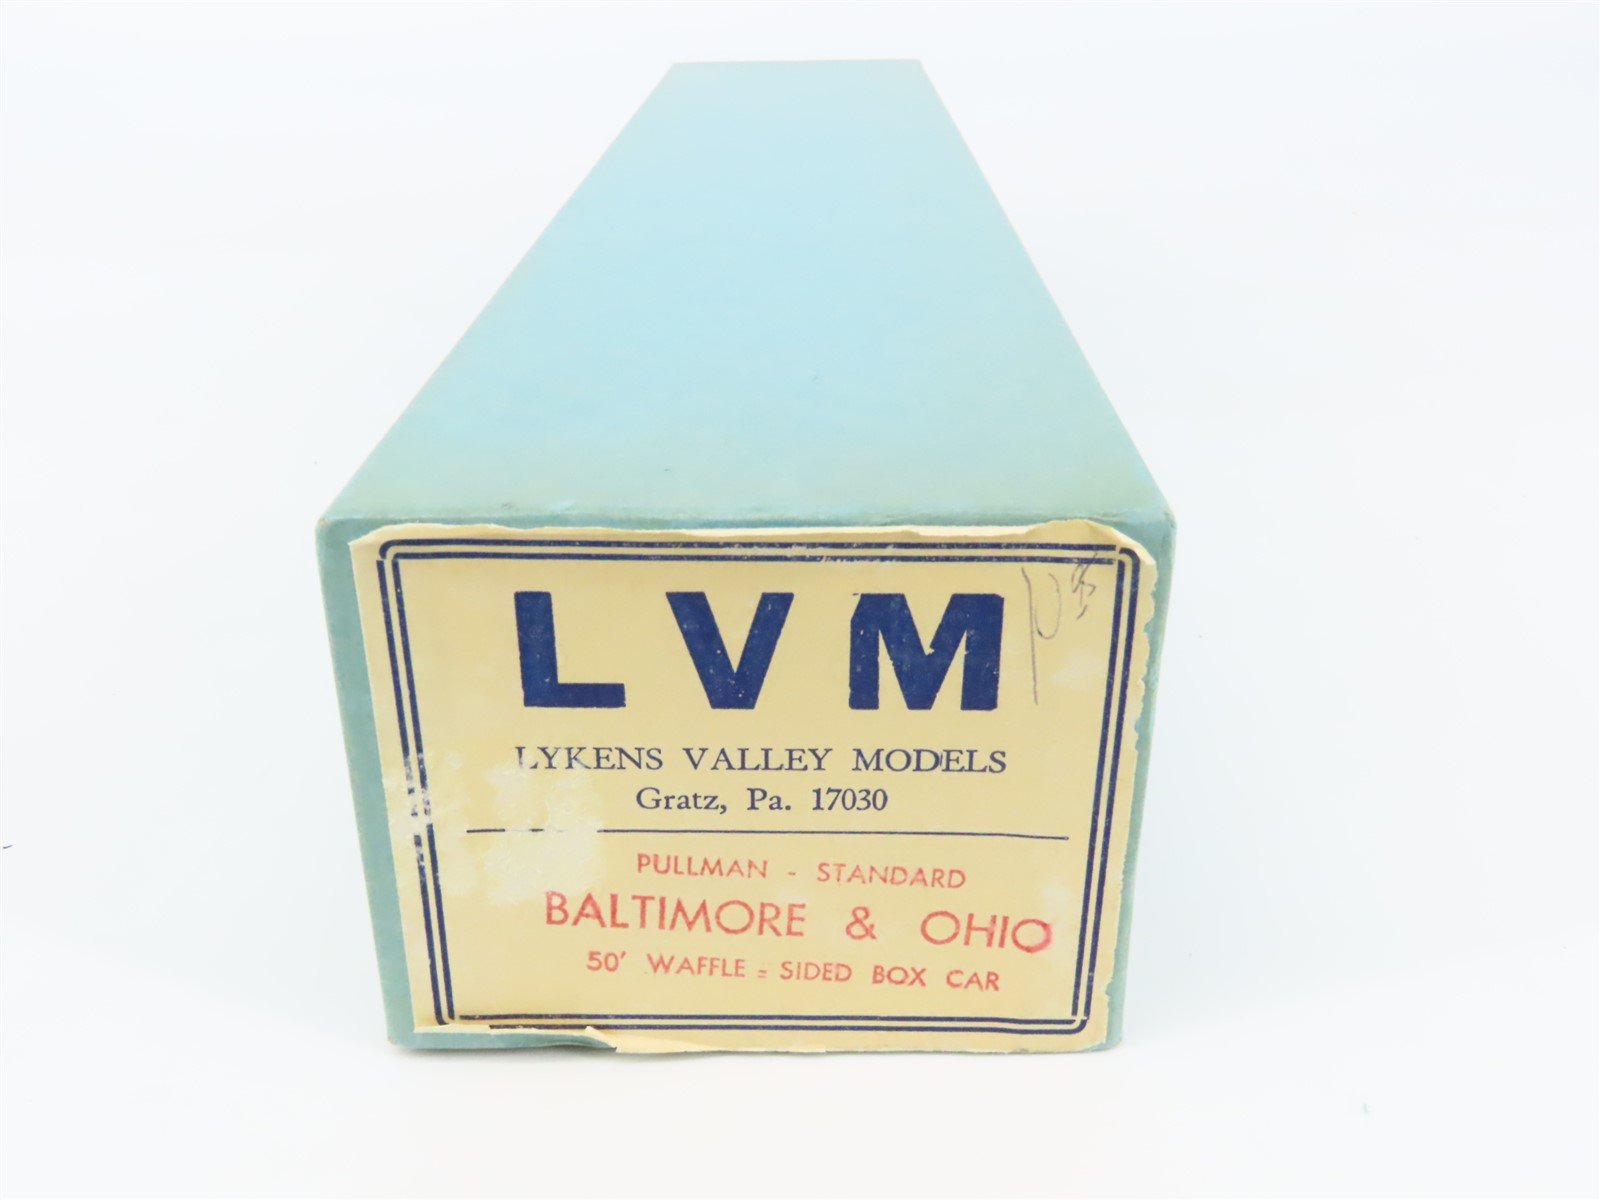 LVM
LYKENS VALLEY MODELS
Gratz, Pa. 17030
PULLMAN - STANDARD
BALTIMORE & OHIO
50' WAFFLE = SIDED BOX CAR